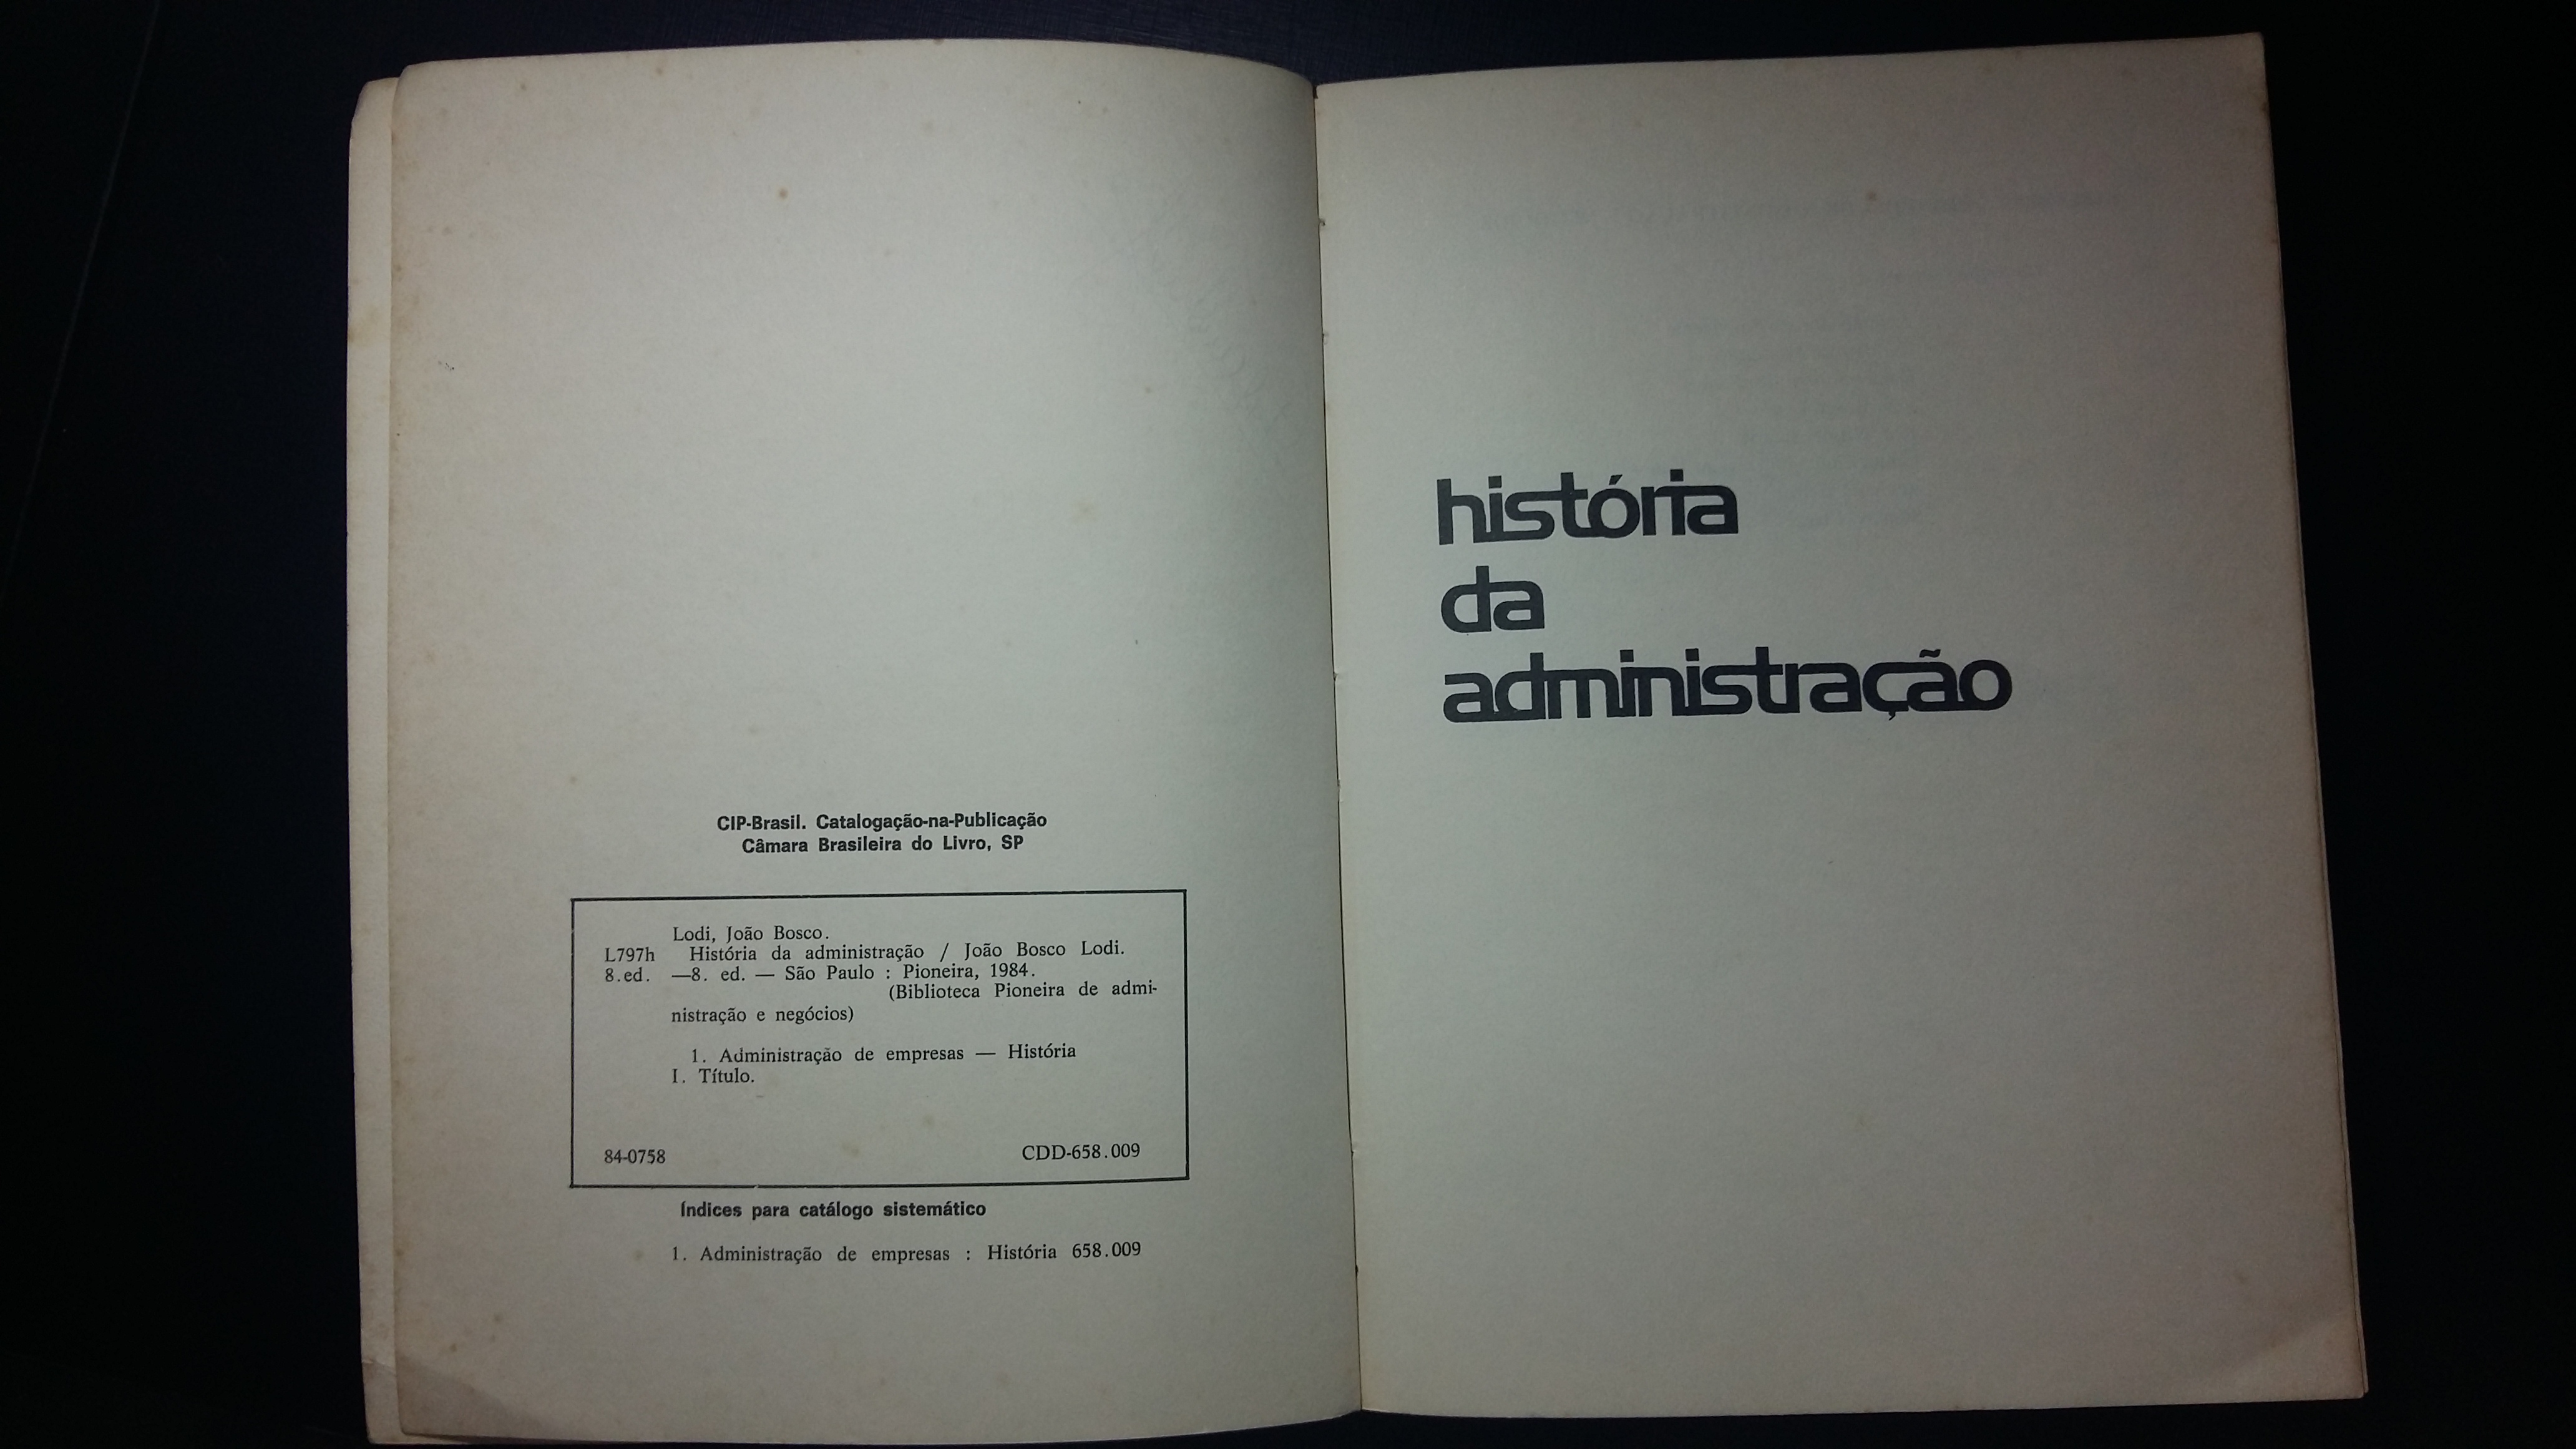 CIP-Brasil. Catalogação-na-Publicação
Câmara Brasileira do Livro, SP
Lodi, João Bosco.
L797h História da administração / João Bosco Lodi.
8.ed. —8. ed. — São Paulo : Pioneira, 1984.
(Biblioteca Pioneira de admi-
nistração e negócios)
1. Administração de empresas — História
I. Título.
84-0758 CDD-658.009
Índices para catálogo sistemático
1. Administração de empresas : História 658.009
história
da
administração